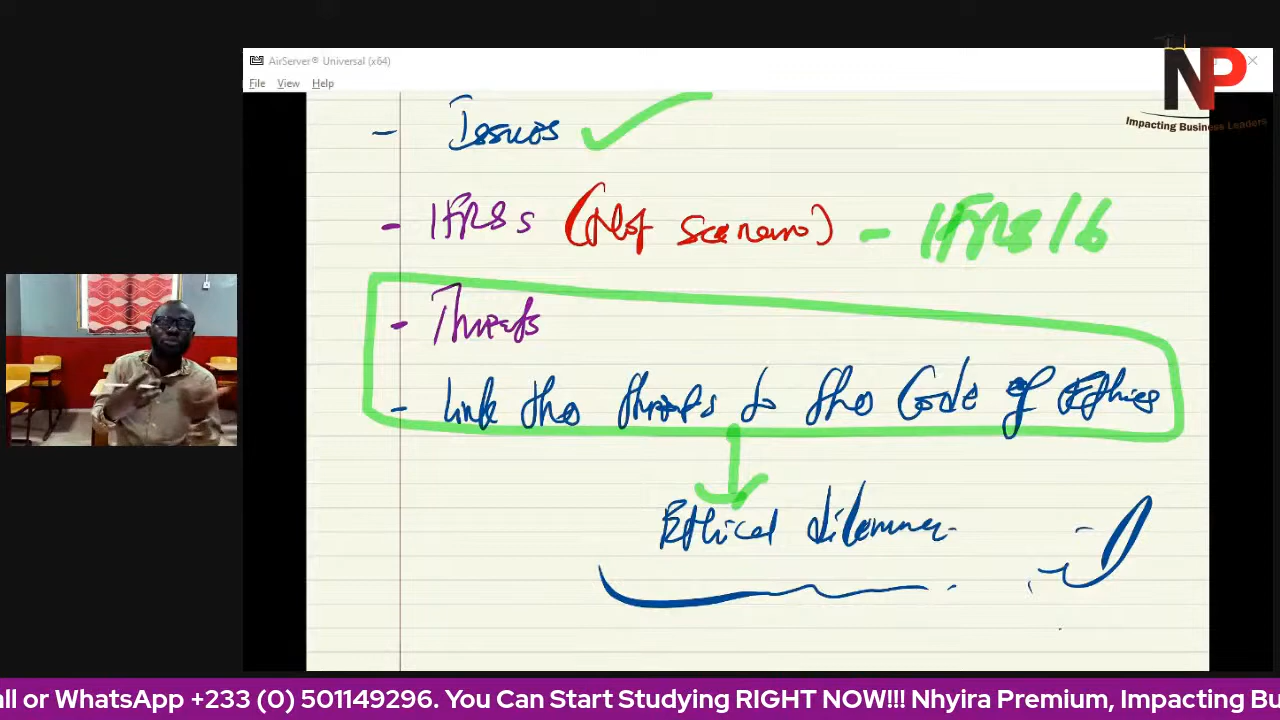 AirServer® Universal (x64)
File View Help
NP
Impacting Business Leaders
- Issues
- IFRSs (Not scenario) - IFRS 16
- Threats
- Link the threats to the Code of Ethics
Ethical dilemma
all or WhatsApp +233 (0) 501149296. You Can Start Studying RIGHT NOW!!! Nhyira Premium, Impacting Bu